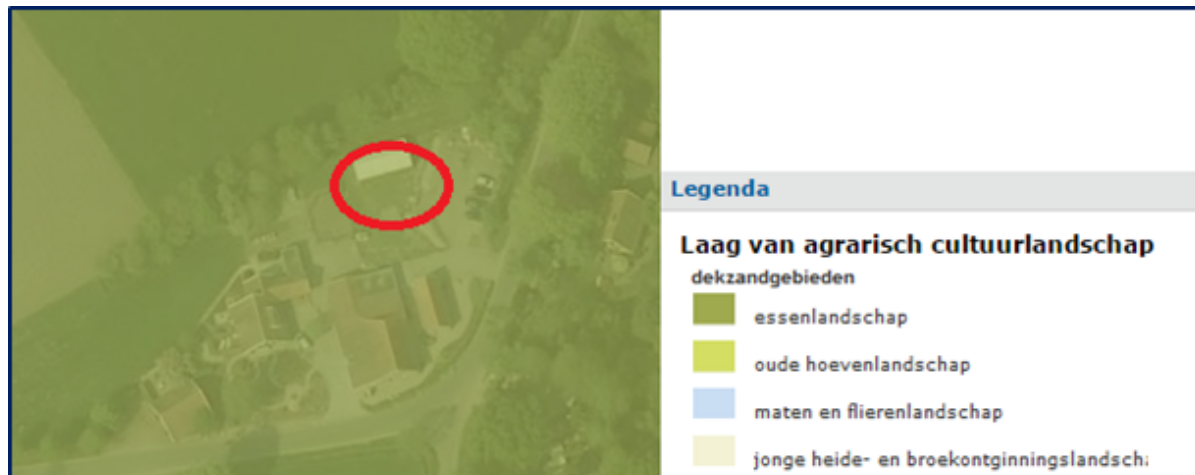 Legenda
Laag van agrarisch cultuurlandschap
dekzandgebieden
essenlandschap
oude hoevenlandschap
maten en flierenlandschap
jonge heide- en broekontginningslandsch